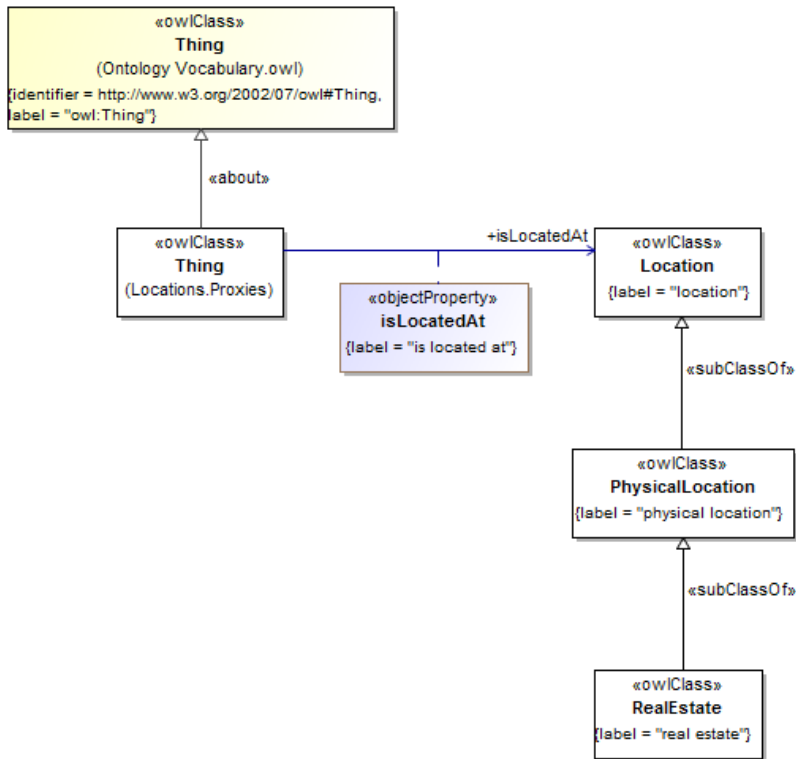 «owlClass»
Thing
(Ontology Vocabulary.owl)
{identifier = http://www.w3.org/2002/07/owl#Thing,
label = "owl:Thing"}
«about»
«owlClass»
Thing
(Locations.Proxies)
+isLocatedAt
«objectProperty»
isLocatedAt
{label = "is located at"}
«owlClass»
Location
{label = "location"}
«subClassOf»
«owlClass»
PhysicalLocation
{label = "physical location"}
«subClassOf»
«owlClass»
RealEstate
{label = "real estate"}